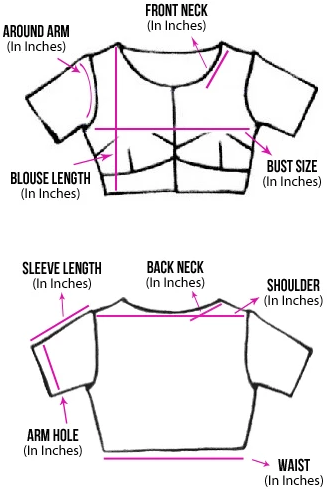 FRONT NECK
(In Inches)
AROUND ARM
(In Inches)
BLOUSE LENGTH
(In Inches)
BUST SIZE
(In Inches)
SLEEVE LENGTH
(In Inches)
BACK NECK
(In Inches)
SHOULDER
(In Inches)
ARM HOLE
(In Inches)
WAIST
(In Inches)